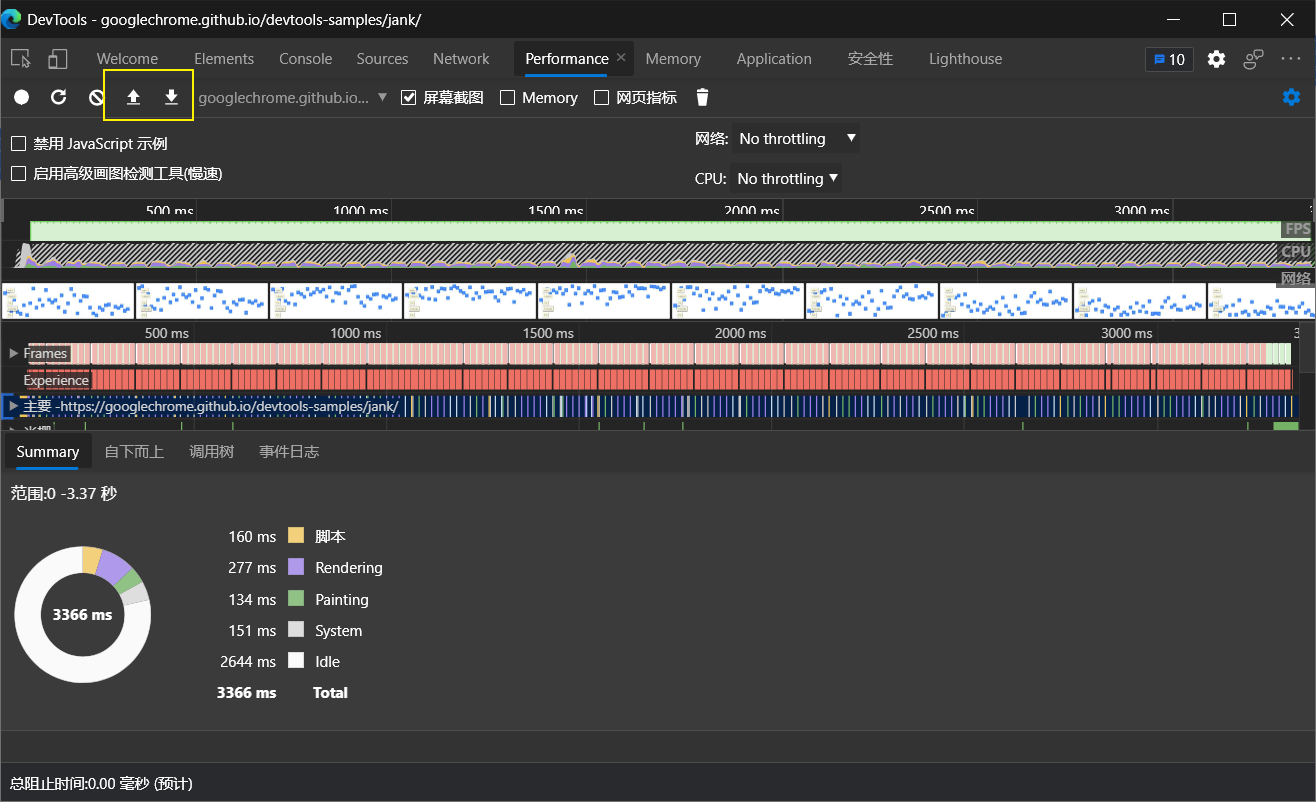 DevTools - googlechrome.github.io/devtools-samples/jank/
Welcome Elements Console Sources Network Performance Memory Application 安全性 Lighthouse 10
googlechrome.github.io... 屏幕截图 Memory 网页指标
禁用 JavaScript 示例
网络: No throttling
启用高级画图检测工具(慢速)
CPU: No throttling
500 ms 1000 ms 1500 ms 2000 ms 2500 ms 3000 ms
FPS
CPU
网络
500 ms 1000 ms 1500 ms 2000 ms 2500 ms 3000 ms 3
Frames
Experience
主要 -https://googlechrome.github.io/devtools-samples/jank/
Summary 自下而上 调用树 事件日志
范围:0 -3.37 秒
160 ms 脚本
277 ms Rendering
134 ms Painting
151 ms System
2644 ms Idle
3366 ms Total
3366 ms
总阻止时间:0.00 毫秒 (预计)